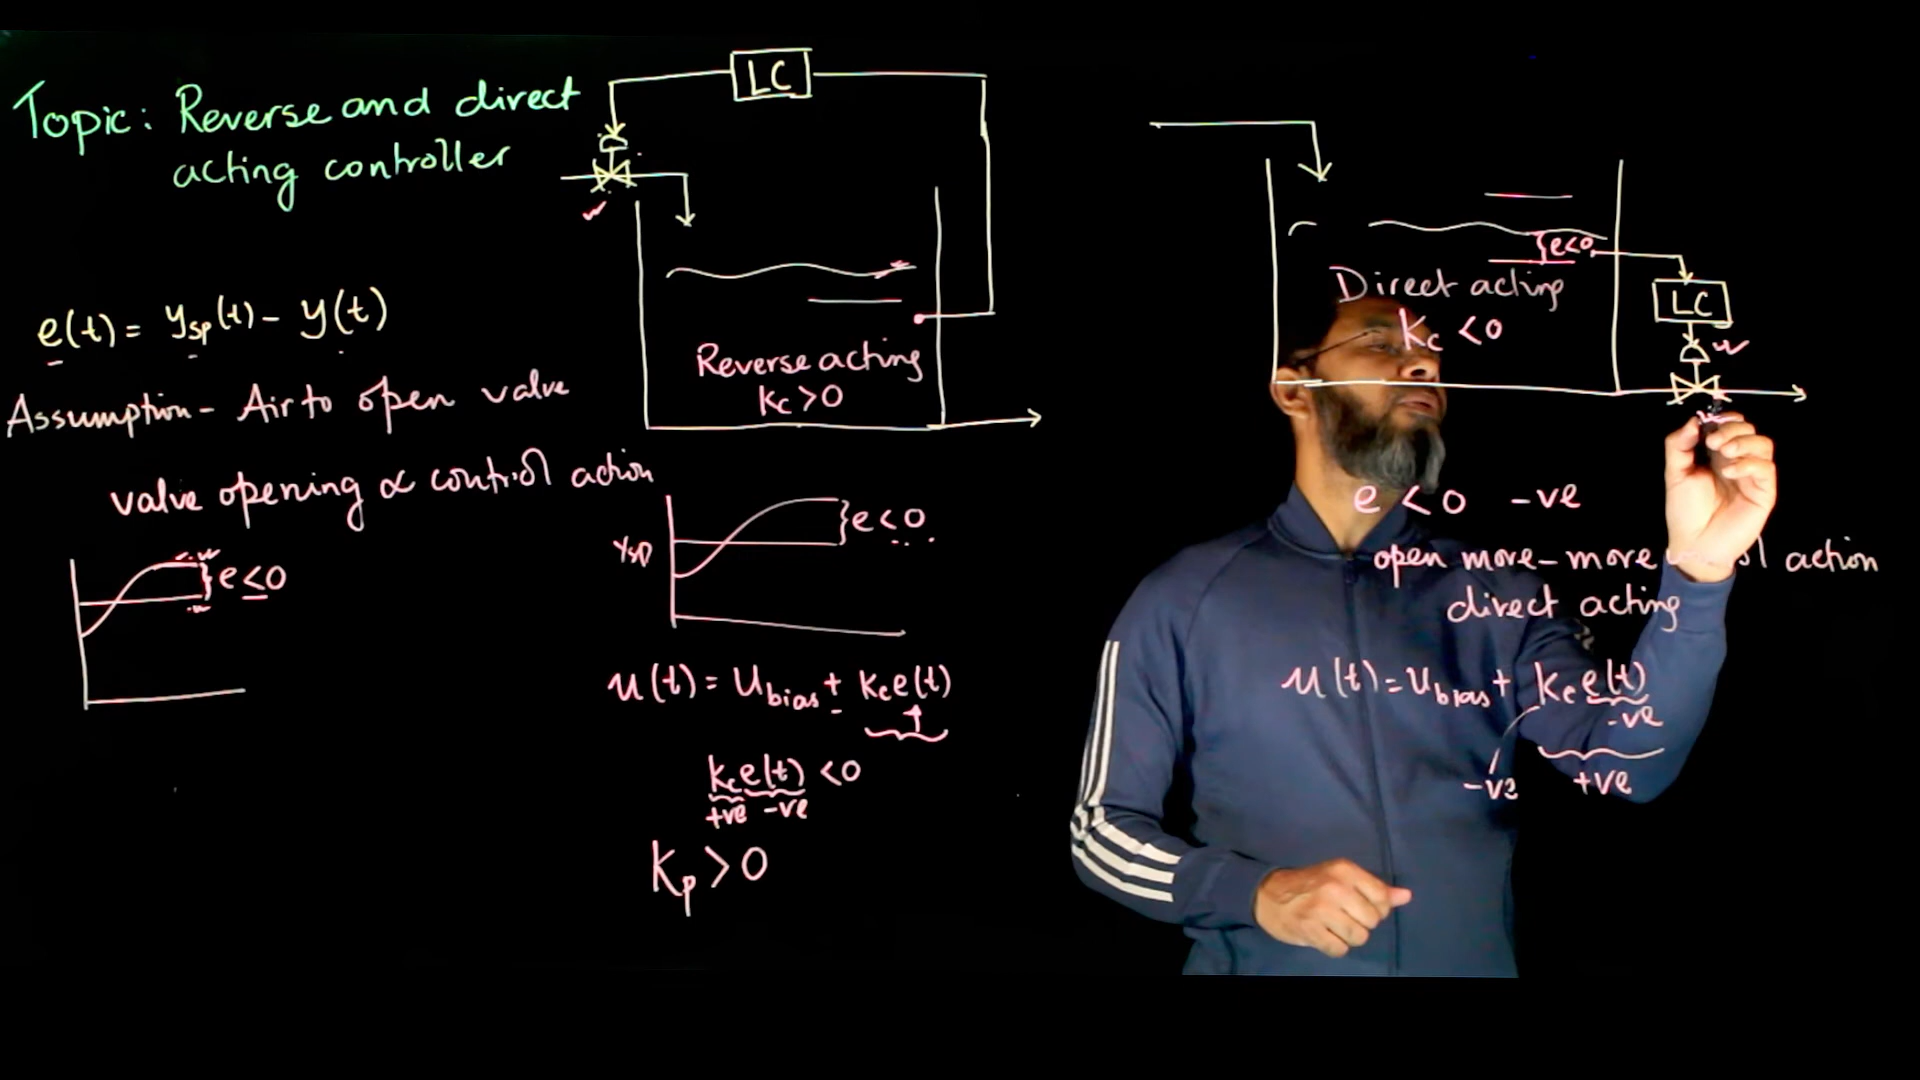 Topic: Reverse and direct
acting controller
e(t) = ysp(t) - y(t)
Assumption - Air to open valve
valve opening ∝ control action
e<0
LC
Reverse acting
Kc>0
ysp
e<0
u(t) = Ubias + Kce(t)
Kce(t) <0
+ve -ve
Kp >0
e<0
Direct acting
Kc <0
LC
e < 0 -ve
open more - more action
direct acting
u(t) = Ubias + Kce(t)
-ve
-ve +ve